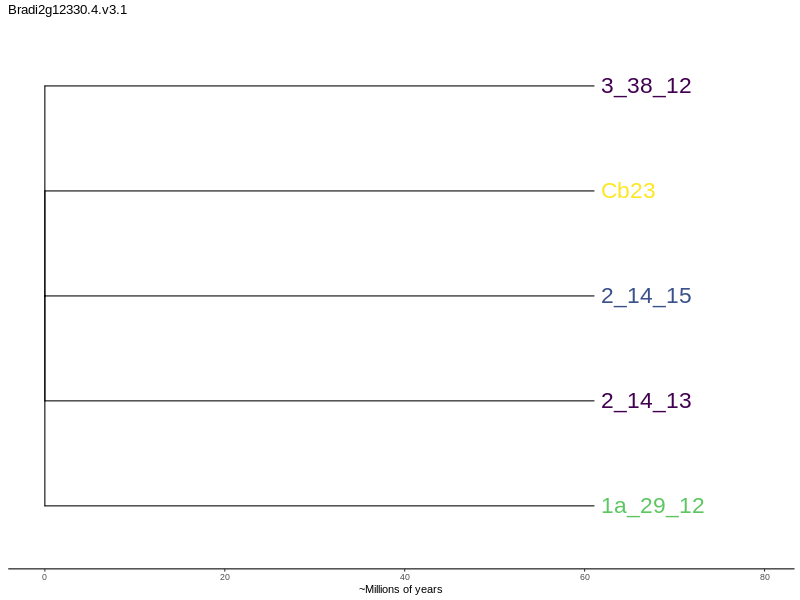 Bradi2g12330.4.v3.1
3_38_12
Cb23
2_14_15
2_14_13
1a_29_12
0 20 40 60 80
~Millions of years